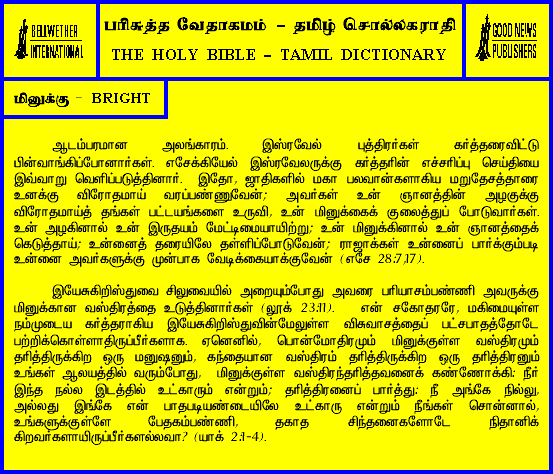 BELLWETHER
INTERNATIONAL
பரிசுத்த வேதாகமம் - தமிழ் சொல்லகராதி
THE HOLY BIBLE - TAMIL DICTIONARY
GOOD NEWS
PUBLISHERS
மினுக்கு - BRIGHT
ஆடம்பரமான அலங்காரம். இஸ்ரவேல் புத்திரர்கள் கர்த்தரைவிட்டு
பின்வாங்கிப்போனார்கள். எசேக்கியேல் இஸ்ரவேலருக்கு கர்த்தரின் எச்சரிப்பு செய்தியை
இவ்வாறு வெளிப்படுத்தினார். இதோ, ஜாதிகளில் மகா பலவான்களாகிய மறுதேசத்தாரை
உனக்கு விரோதமாய் வரப்பண்ணுவேன்; அவர்கள் உன் ஞானத்தின் அழகுக்கு
விரோதமாய்த் தங்கள் பட்டயங்களை உருவி, உன் மினுக்கைக் குலைத்துப் போடுவார்கள்.
உன் அழகினால் உன் இருதயம் மேட்டிமையாயிற்று; உன் மினுக்கினால் உன் ஞானத்தைக்
கெடுத்தாய்; உன்னைத் தரையிலே தள்ளிப்போடுவேன்; ராஜாக்கள் உன்னைப் பார்க்கும்படி
உன்னை அவர்களுக்கு முன்பாக வேடிக்கையாக்குவேன் (எசே 28:7,17).
இயேசுகிறிஸ்துவை சிலுவையில் அறையும்போது அவரை பரியாசம்பண்ணி அவருக்கு
மினுக்கான வஸ்திரத்தை உடுத்தினார்கள் (லூக் 23:11). என் சகோதரரே, மகிமையுள்ள
நம்முடைய கர்த்தராகிய இயேசுகிறிஸ்துவின்மேலுள்ள விசுவாசத்தைப் பட்சபாதத்தோடே
பற்றிக்கொள்ளாதிருப்பீர்களாக. ஏனெனில், பொன்மோதிரமும் மினுக்குள்ள வஸ்திரமும்
தரித்திருக்கிற ஒரு மனுஷனும், கந்தையான வஸ்திரம் தரித்திருக்கிற ஒரு தரித்திரனும்
உங்கள் ஆலயத்தில் வரும்போது, மினுக்குள்ள வஸ்திரந்தரித்தவனைக் கண்ணோக்கி; நீர்
இந்த நல்ல இடத்தில் உட்காரும் என்றும்; தரித்திரனைப் பார்த்து; நீ அங்கே நில்லு,
அல்லது இங்கே என் பாதபடியண்டையிலே உட்காரு என்றும் நீங்கள் சொன்னால்,
உங்களுக்குள்ளே பேதகம்பண்ணி, தகாத சிந்தனைகளோடே நிதானிக்
கிறவர்களாயிருப்பீர்களல்லவா? (யாக் 2:1-4).